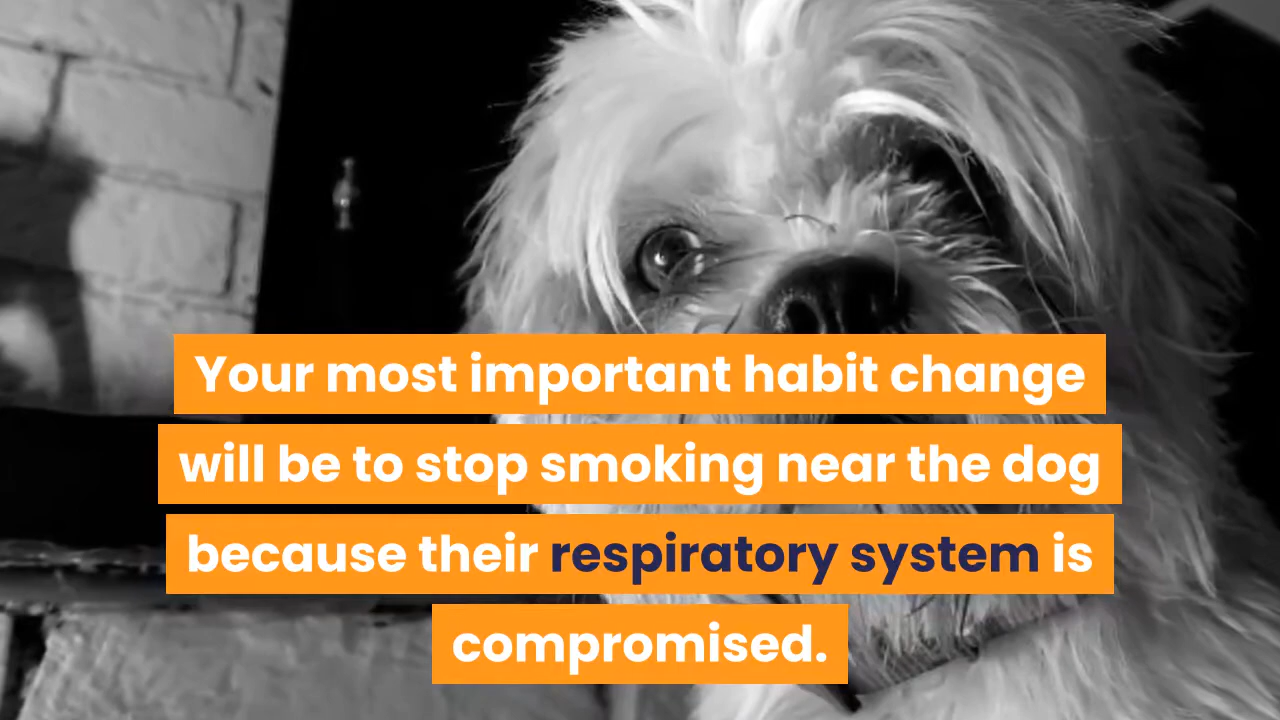 Your most important habit change
will be to stop smoking near the dog
because their respiratory system is
compromised.